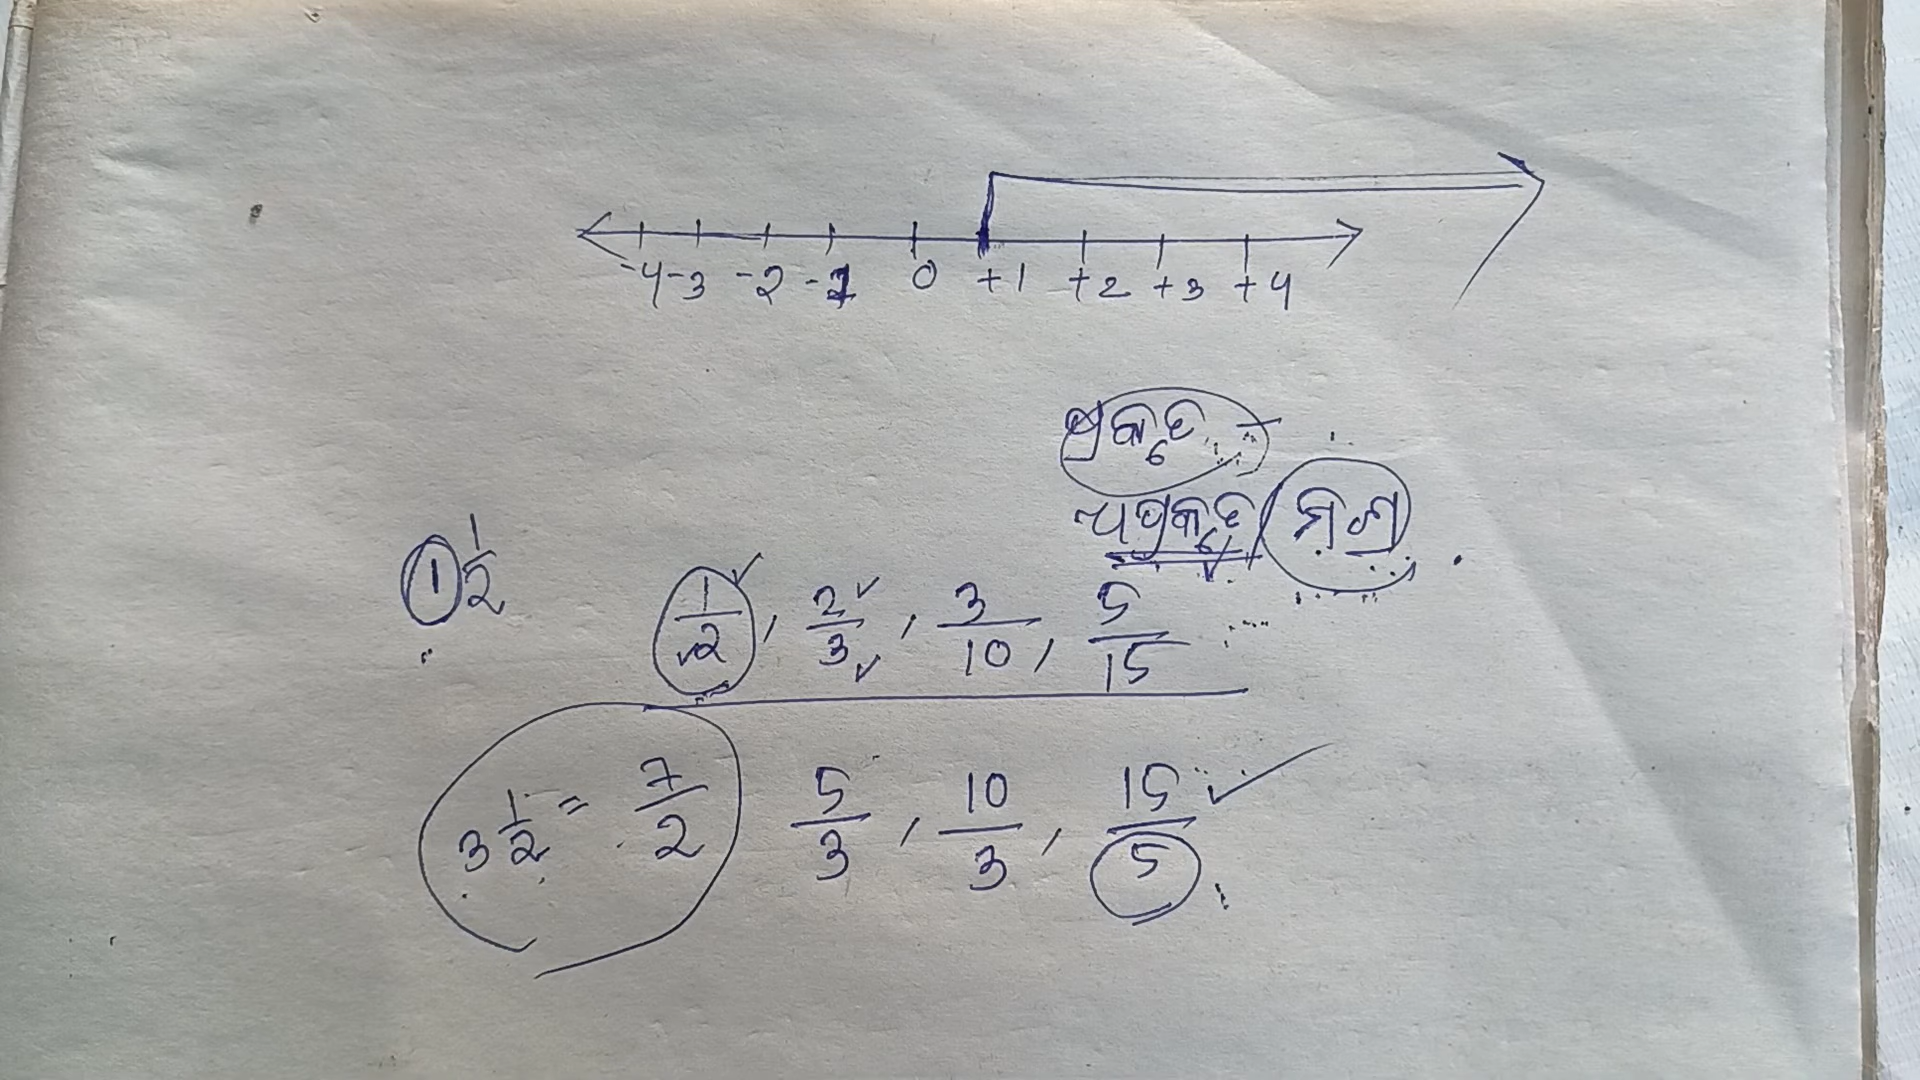 -4 -3 -2 -1 0 +1 +2 +3 +4
ପ୍ରକୃତ
ଅପ୍ରକୃତ / ମିଶ୍ର
1 1/2
1/2, 2/3, 3/10, 5/15
3 1/2 = 7/2 5/3, 10/3, 15/5